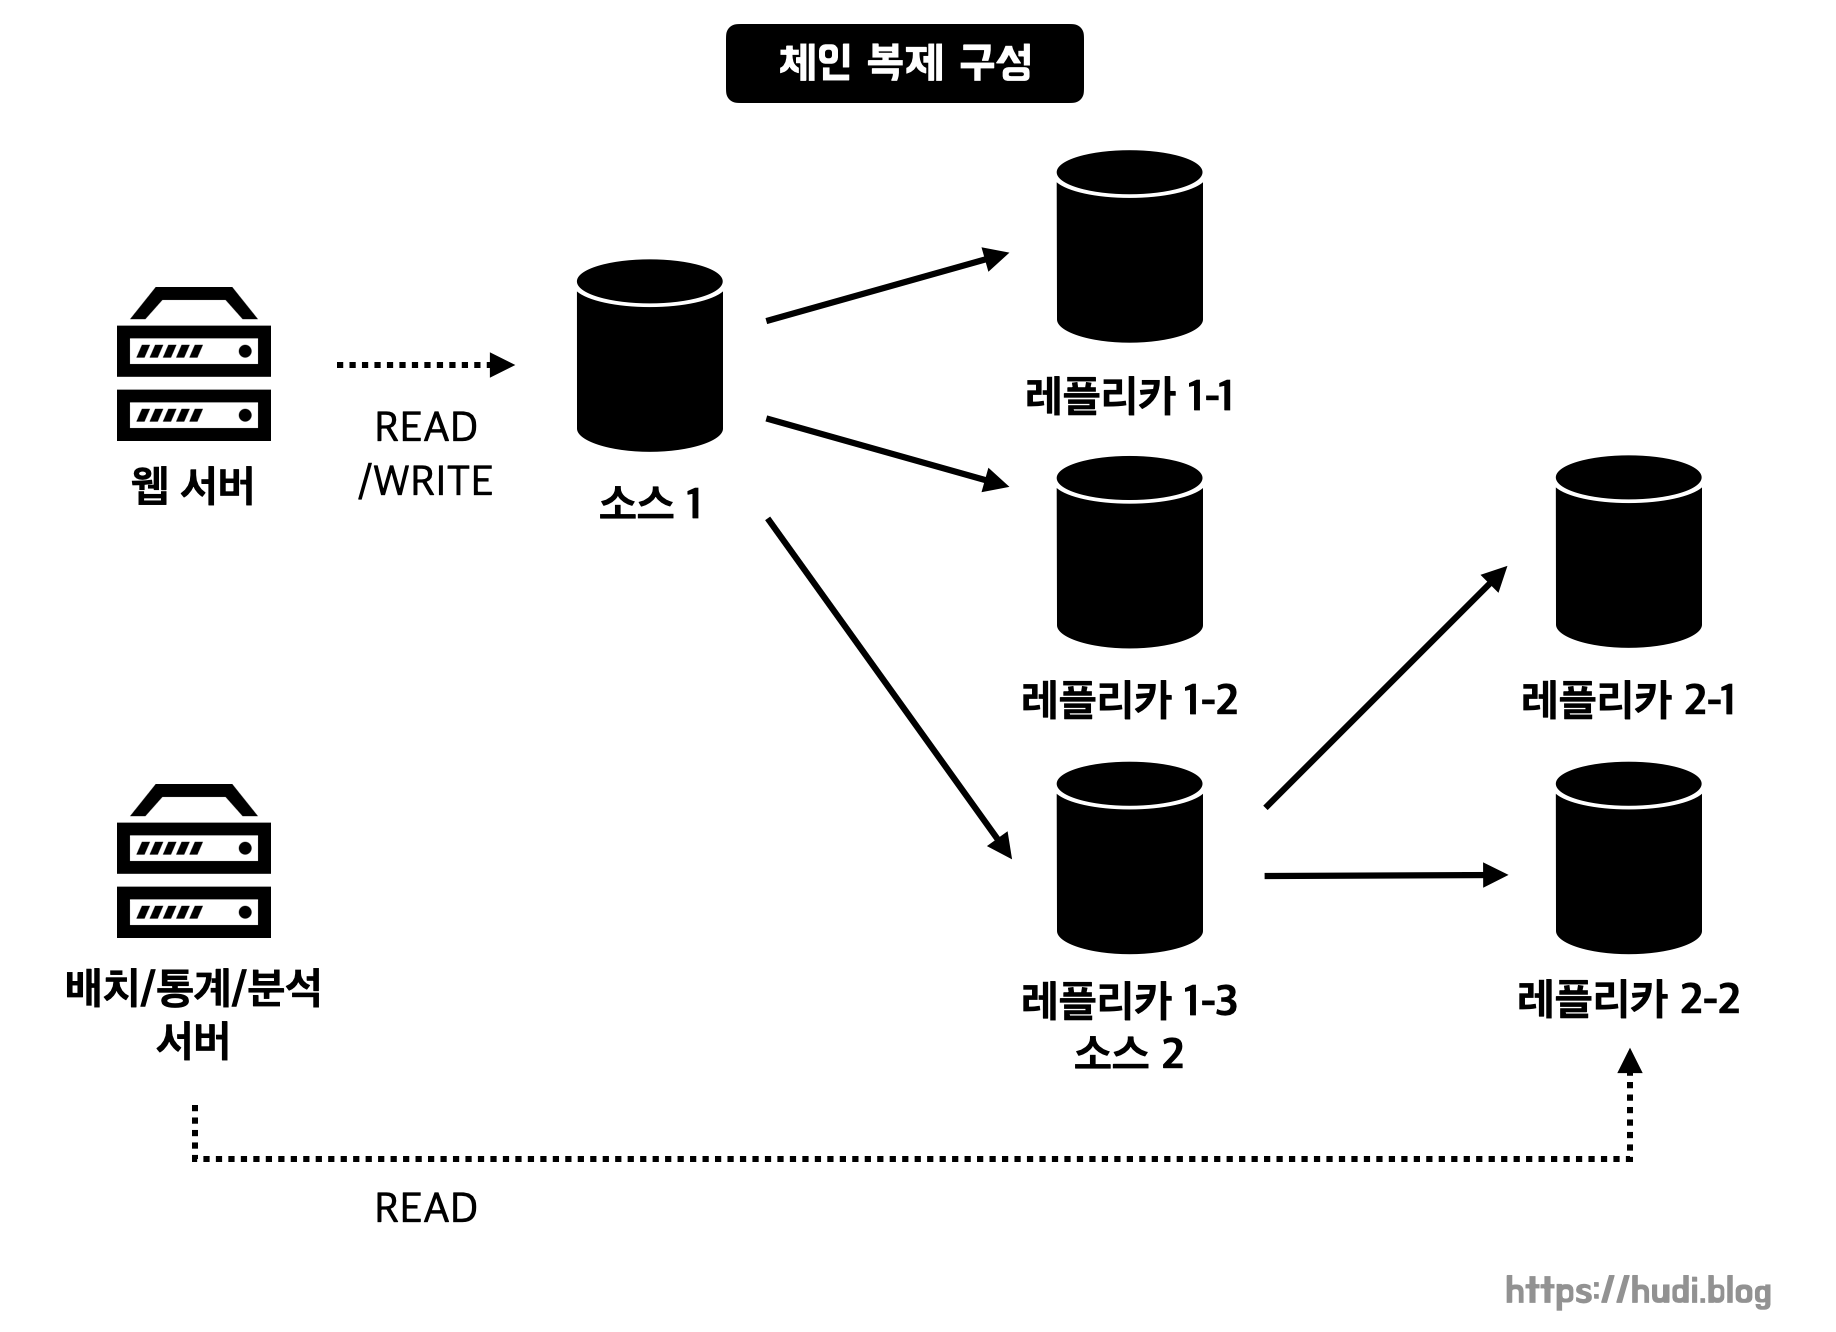 체인 복제 구성
레플리카 1-1
웹 서버
READ
/WRITE
소스 1
레플리카 1-2
레플리카 2-1
배치/통계/분석
서버
레플리카 1-3
소스 2
레플리카 2-2
READ
https://hudi.blog